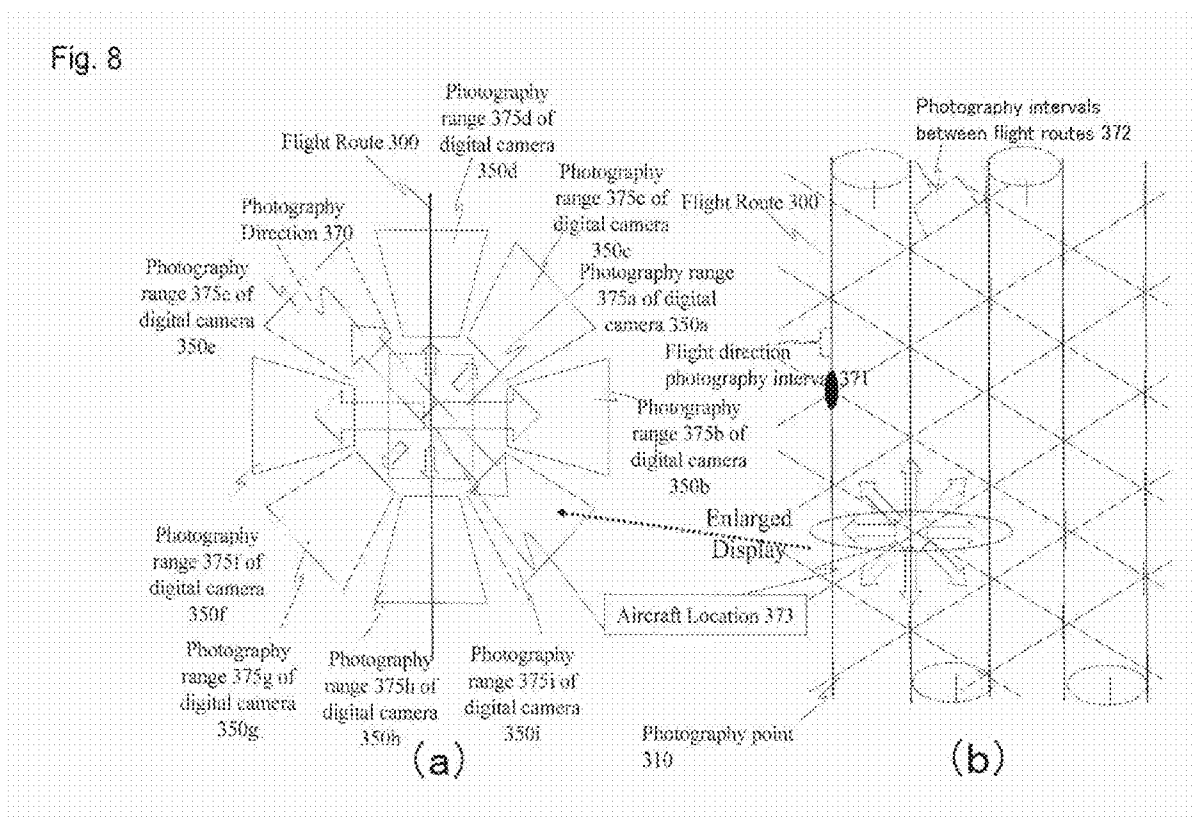 Fig. 8
Photography
range 375d of
digital camera
350d
Flight Route 300
Photography
range 375c of
digital camera
350c
Photography
Direction 370
Photography range
375a of digital
camera 350a
Photography
range 375c of
digital camera
350e
Photography
range 375b of
digital camera
350b
Photography
range 375f of
digital camera
350f
Photography
range 375g of
digital camera
350g
Photography
range 375h of
digital camera
350h
Photography
range 375i of
digital camera
350i
(a)
Photography intervals
between flight routes 372
Flight Route 300
Flight direction
photography interval 371
Enlarged
Display
Aircraft Location 373
Photography point
310
(b)